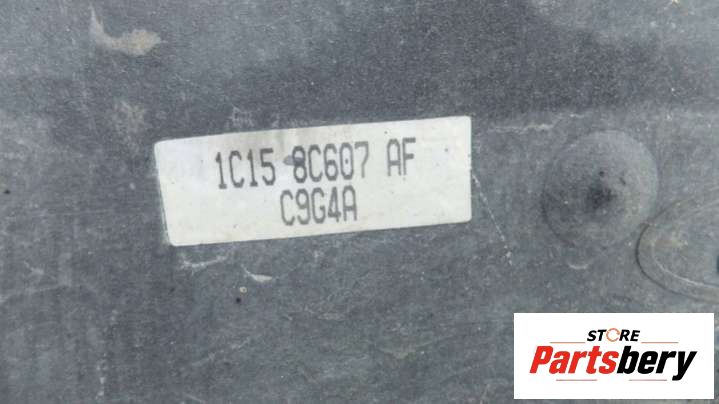 1C15 8C607 AF
C9G4A
STORE
Partsbery